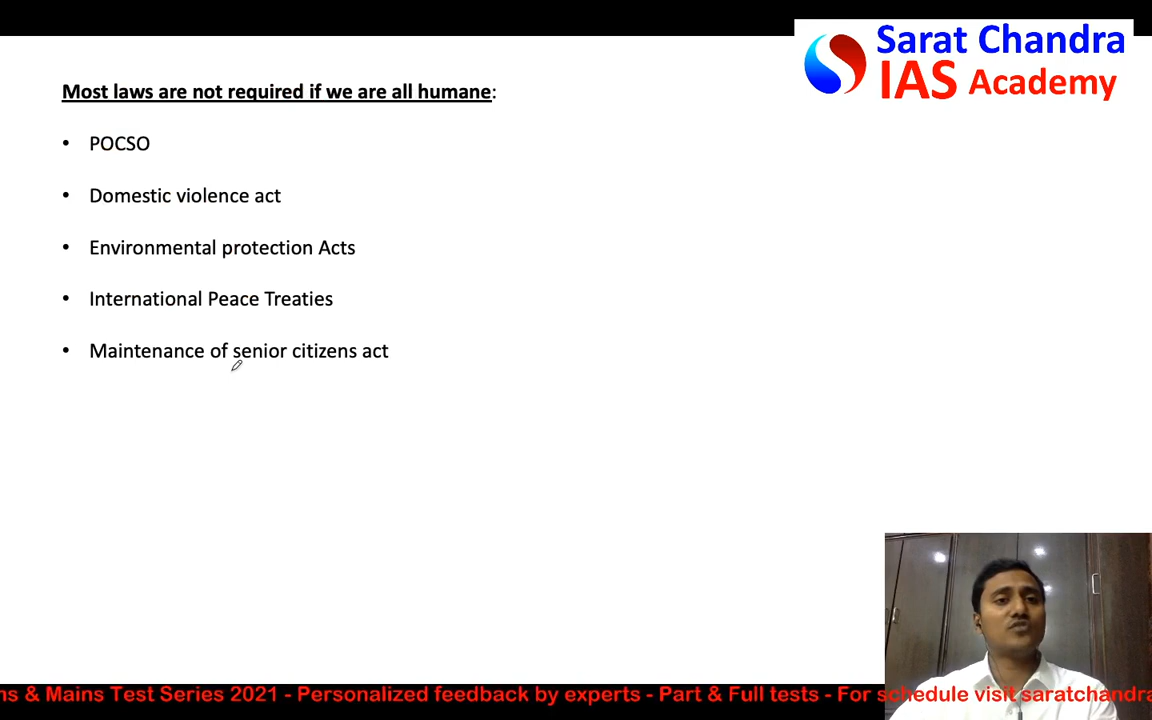 Sarat Chandra
IAS Academy
Most laws are not required if we are all humane:
• POCSO
• Domestic violence act
• Environmental protection Acts
• International Peace Treaties
• Maintenance of senior citizens act
ns & Mains Test Series 2021 - Personalized feedback by experts - Part & Full tests - For schedule visit saratchandra